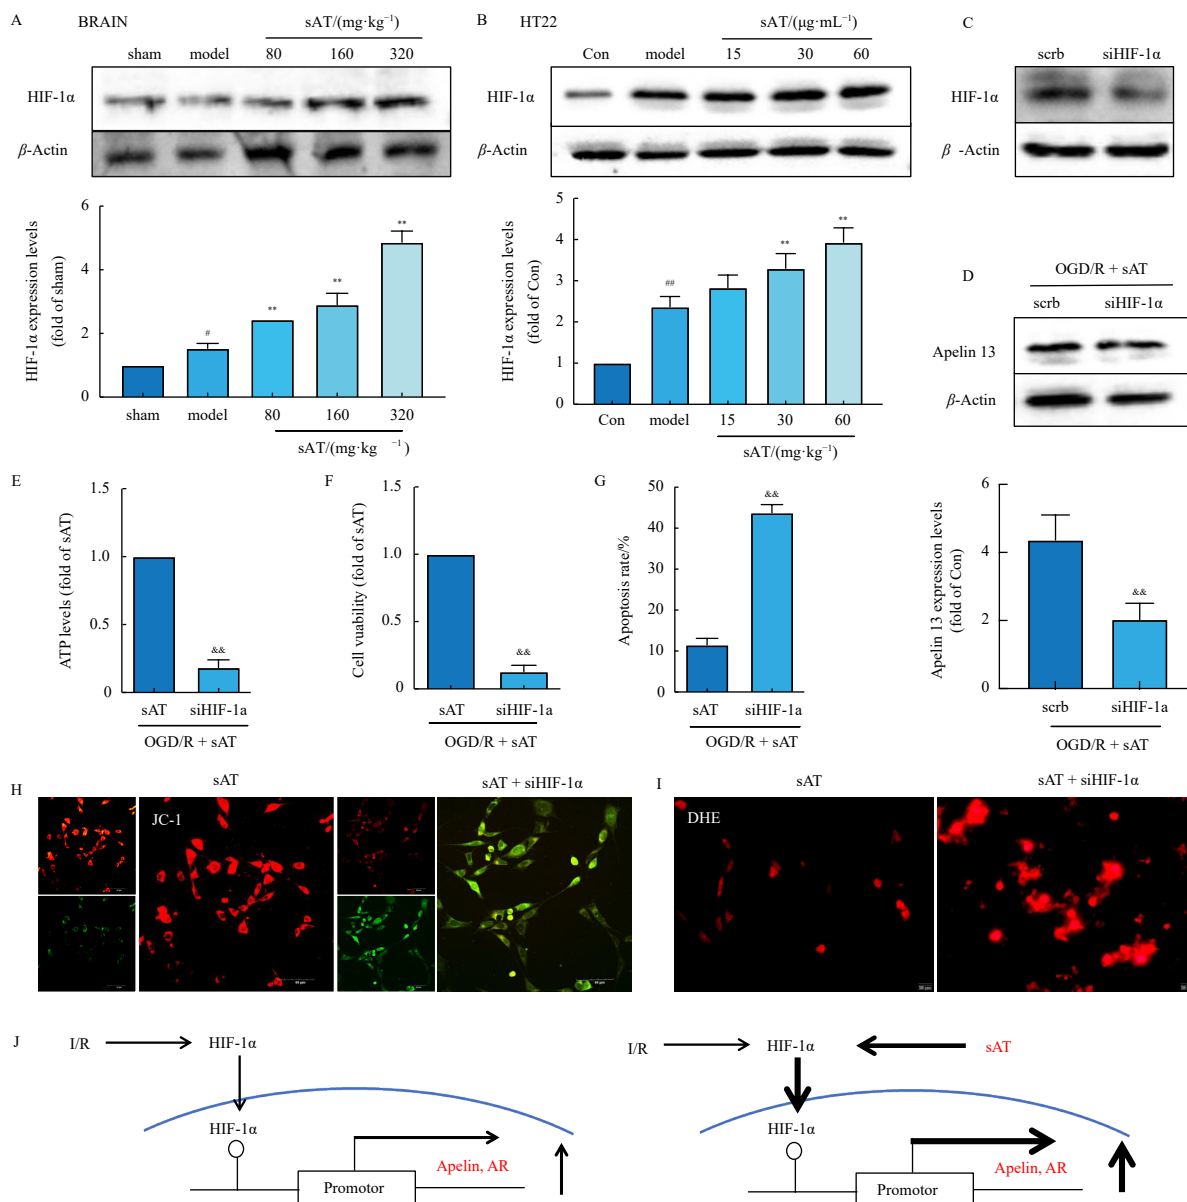 A
BRAIN
sAT/(mg·kg⁻¹)
sham model 80 160 320
HIF-1α
β-Actin
HIF-1α expression levels
(fold of sham)
6
4
2
0
#
**
**
**
sham model 80 160 320
sAT/(mg·kg ⁻¹)
B
HT22
sAT/(μg·mL⁻¹)
Con model 15 30 60
HIF-1α
β-Actin
HIF-1α expression levels
(fold of Con)
5
4
3
2
1
0
##
**
**
Con model 15 30 60
sAT/(mg·kg⁻¹)
C
scrb siHIF-1α
HIF-1α
β -Actin
D
OGD/R + sAT
scrb siHIF-1α
Apelin 13
β-Actin
Apelin 13 expression levels
(fold of Con)
6
4
2
0
&&
scrb siHIF-1α
OGD/R + sAT
E
ATP levels (fold of sAT)
1.5
1.0
0.5
0
&&
sAT siHIF-1a
OGD/R + sAT
F
Cell vuability (fold of sAT)
1.5
1.0
0.5
0
&&
sAT siHIF-1a
OGD/R + sAT
G
Apoptosis rate/%
50
40
30
20
10
0
&&
sAT siHIF-1a
OGD/R + sAT
H
sAT
sAT + siHIF-1α
JC-1
I
sAT
sAT + siHIF-1α
DHE
J
I/R
HIF-1α
HIF-1α
Apelin, AR
Promotor
I/R
HIF-1α
sAT
HIF-1α
Apelin, AR
Promotor